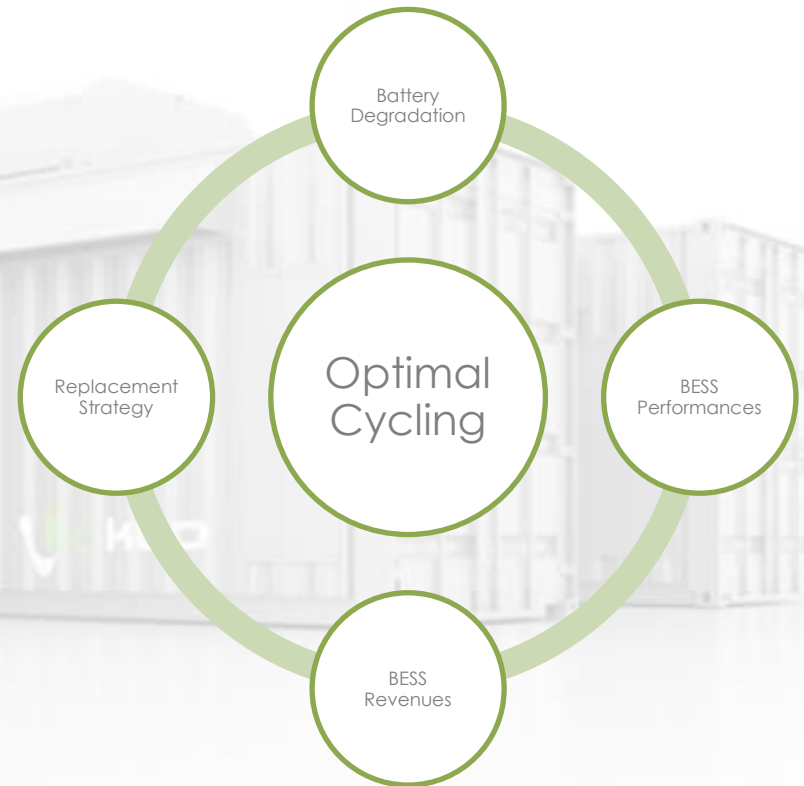 Battery
Degradation
Replacement
Strategy
Optimal
Cycling
BESS
Performances
BESS
Revenues